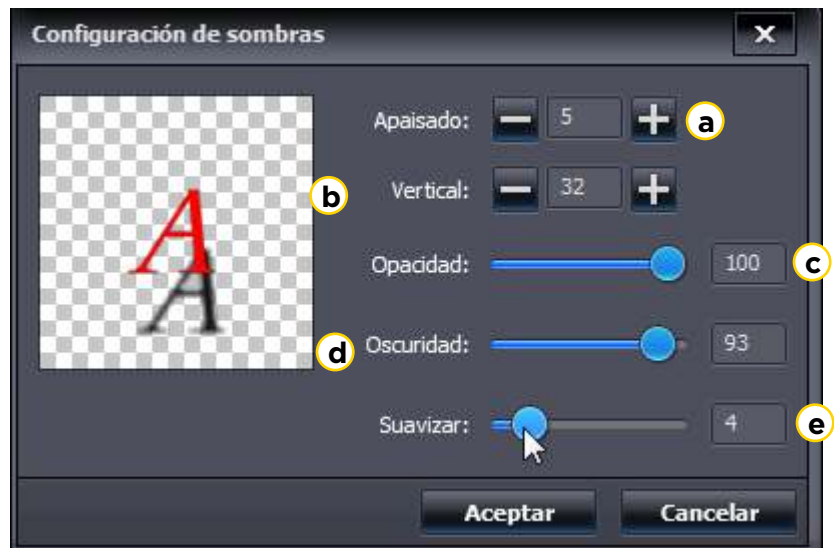 Configuración de sombras
Apaisado: 5 a
b Vertical: 32
Opacidad: 100 c
d Oscuridad: 93
Suavizar: 4 e
A
A
Aceptar Cancelar